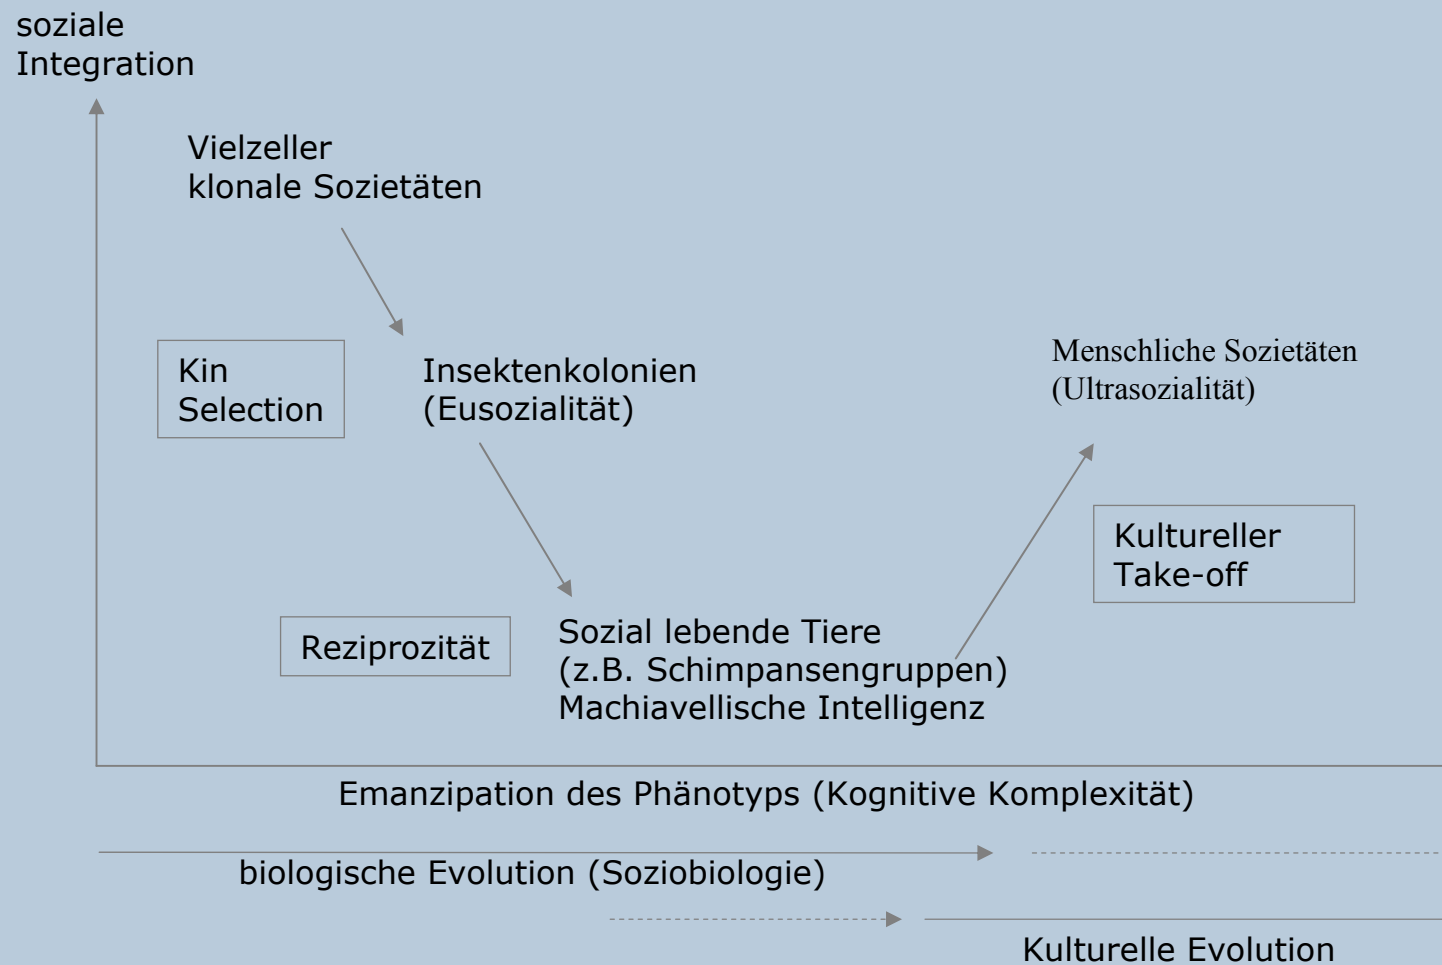 soziale
Integration
Vielzeller
klonale Sozietäten
Kin
Selection
Insektenkolonien
(Eusozialität)
Menschliche Sozietäten
(Ultrasozialität)
Kultureller
Take-off
Reziprozität
Sozial lebende Tiere
(z.B. Schimpansengruppen)
Machiavellische Intelligenz
Emanzipation des Phänotyps (Kognitive Komplexität)
biologische Evolution (Soziobiologie)
Kulturelle Evolution